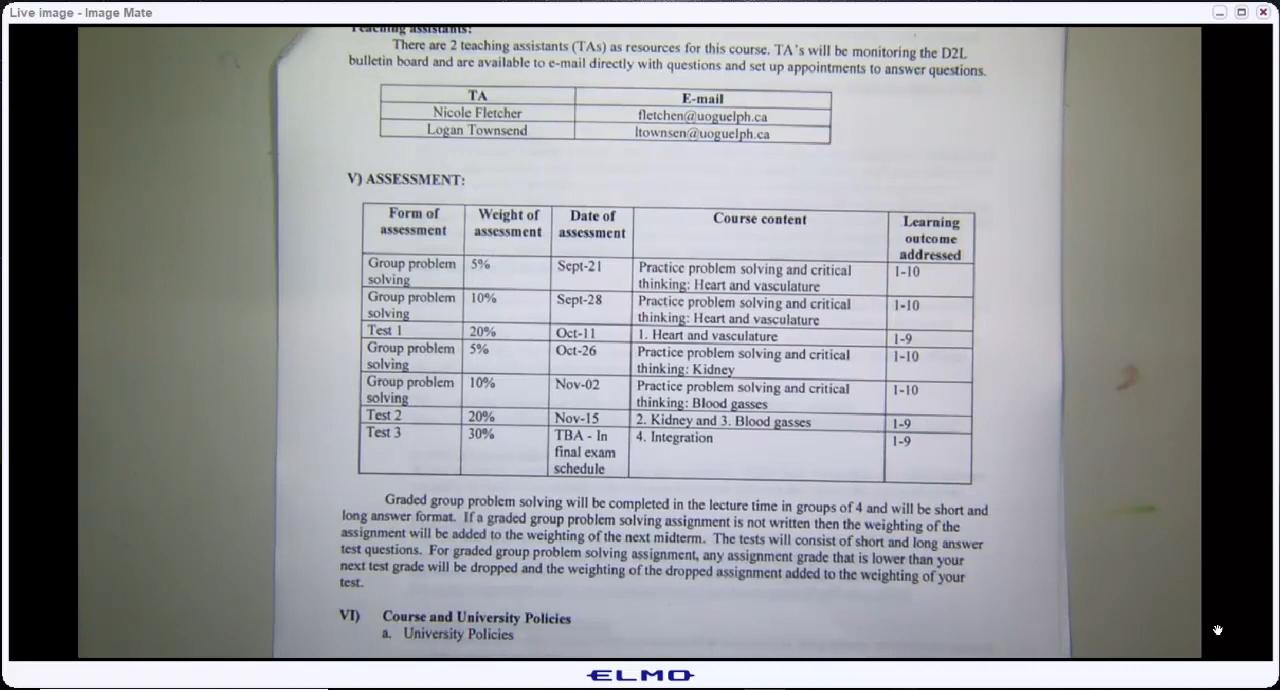 Live image - Image Mate
Teaching assistants:
There are 2 teaching assistants (TAs) as resources for this course. TA's will be monitoring the D2L
bulletin board and are available to e-mail directly with questions and set up appointments to answer questions.
TA E-mail
Nicole Fletcher fletchen@uoguelph.ca
Logan Townsend ltownsen@uoguelph.ca
V) ASSESSMENT:
Form of assessment Weight of assessment Date of assessment Course content Learning outcome addressed
Group problem solving 5% Sept-21 Practice problem solving and critical thinking: Heart and vasculature 1-10
Group problem solving 10% Sept-28 Practice problem solving and critical thinking: Heart and vasculature 1-10
Test 1 20% Oct-11 1. Heart and vasculature 1-9
Group problem solving 5% Oct-26 Practice problem solving and critical thinking: Kidney 1-10
Group problem solving 10% Nov-02 Practice problem solving and critical thinking: Blood gasses 1-10
Test 2 20% Nov-15 2. Kidney and 3. Blood gasses 1-9
Test 3 30% TBA - In final exam schedule 4. Integration 1-9
Graded group problem solving will be completed in the lecture time in groups of 4 and will be short and
long answer format. If a graded group problem solving assignment is not written then the weighting of the
assignment will be added to the weighting of the next midterm. The tests will consist of short and long answer
test questions. For graded group problem solving assignment, any assignment grade that is lower than your
next test grade will be dropped and the weighting of the dropped assignment added to the weighting of your
test.
VI) Course and University Policies
a. University Policies
ELMO